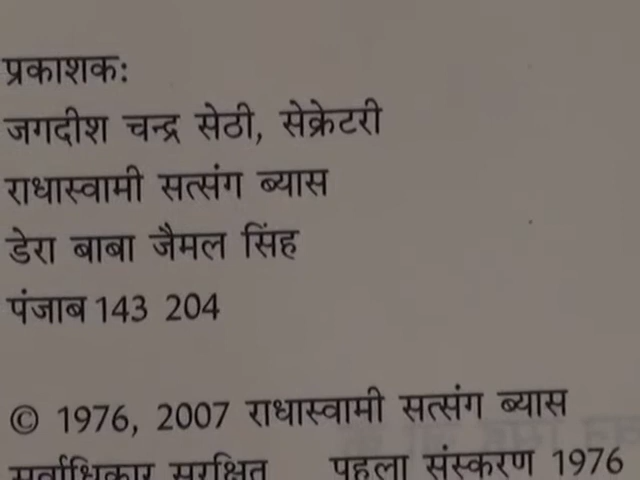 प्रकाशक:
जगदीश चन्द्र सेठी, सेक्रेटरी
राधास्वामी सत्संग ब्यास
डेरा बाबा जैमल सिंह
पंजाब 143 204
© 1976, 2007 राधास्वामी सत्संग ब्यास
सर्वाधिकार सुरक्षित पहला संस्करण 1976